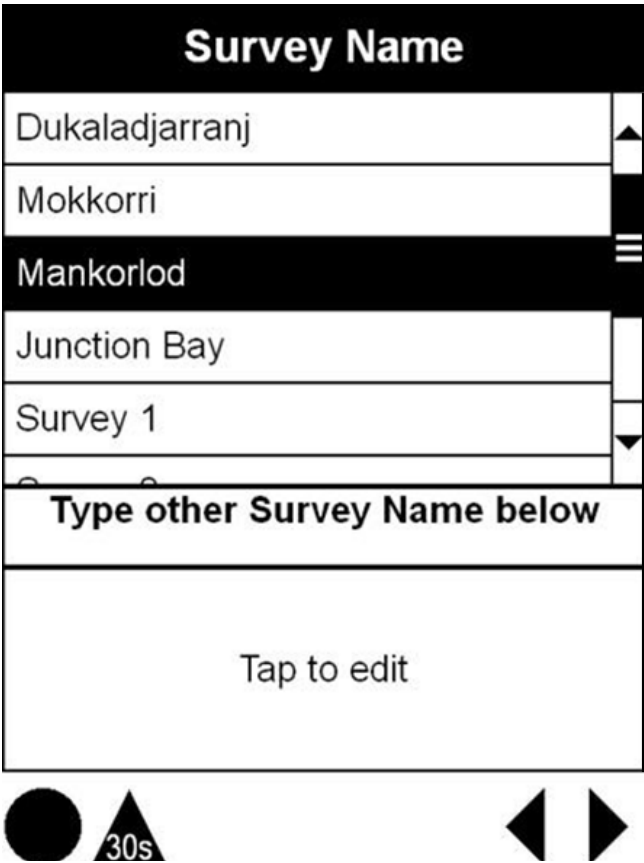 Survey Name
Dukaladjarranj
Mokkorri
Mankorlod
Junction Bay
Survey 1
Type other Survey Name below
Tap to edit
30s